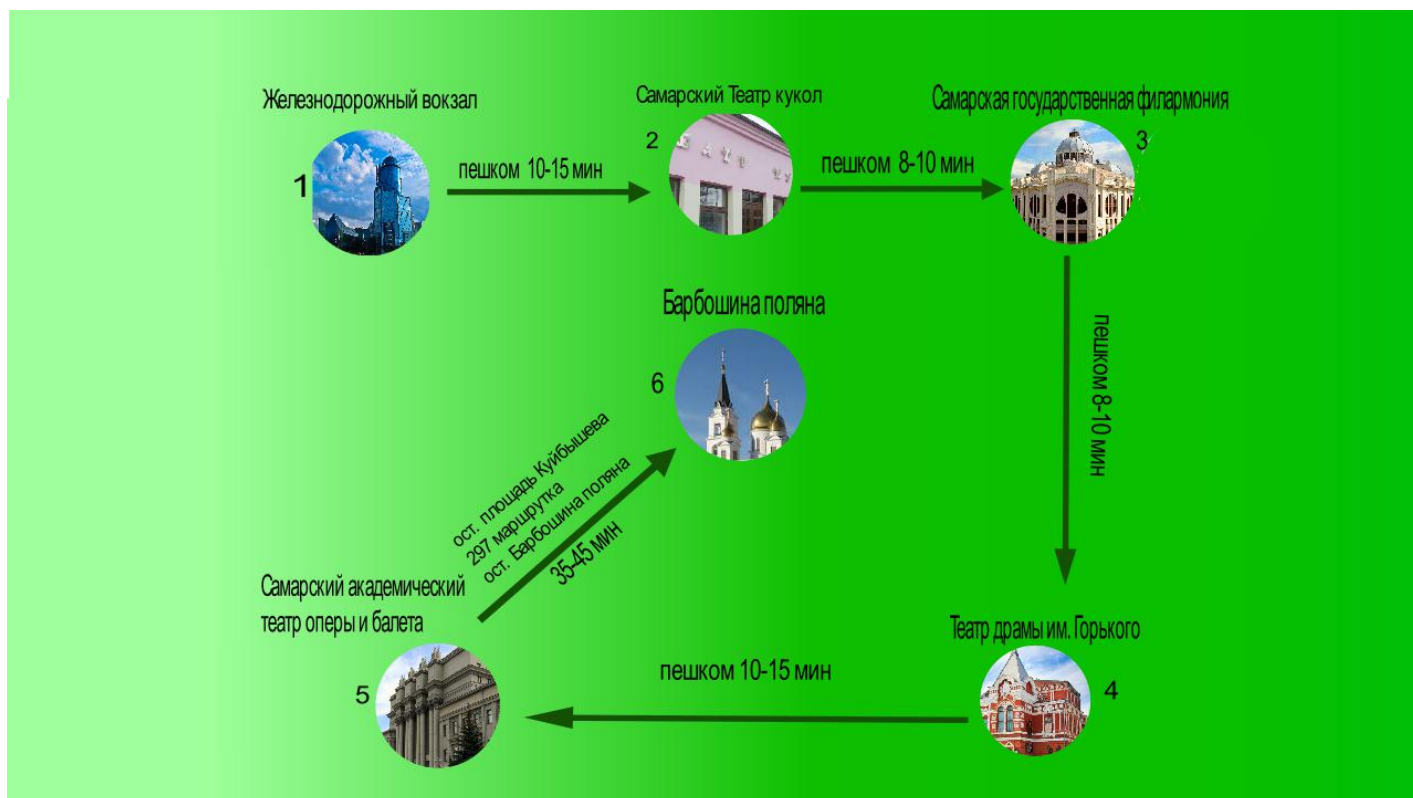 Железнодорожный вокзал
1
пешком 10-15 мин
Самарский Театр кукол
2
пешком 8-10 мин
Самарская государственная филармония
3
пешком 8-10 мин
Театр драмы им. Горького
4
пешком 10-15 мин
Самарский академический
театр оперы и балета
5
ост. площадь Куйбышева
297 маршрутка
ост. Барбошина поляна
35-45 мин
Барбошина поляна
6